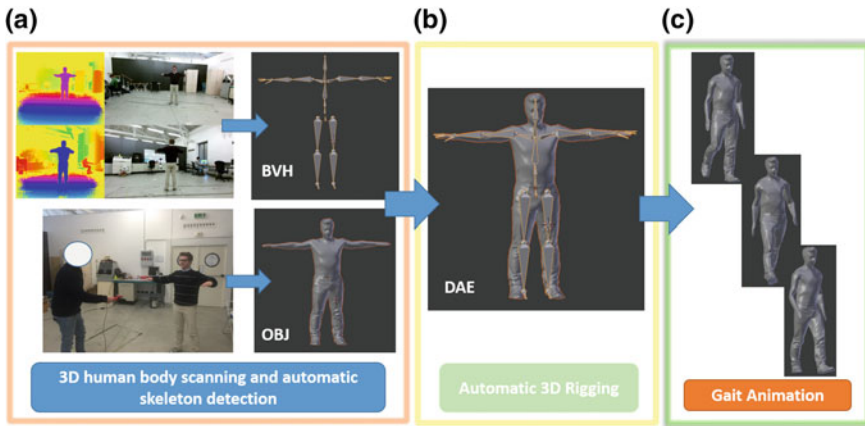 (a)
(b)
(c)
BVH
OBJ
DAE
3D human body scanning and automatic
skeleton detection
Automatic 3D Rigging
Gait Animation